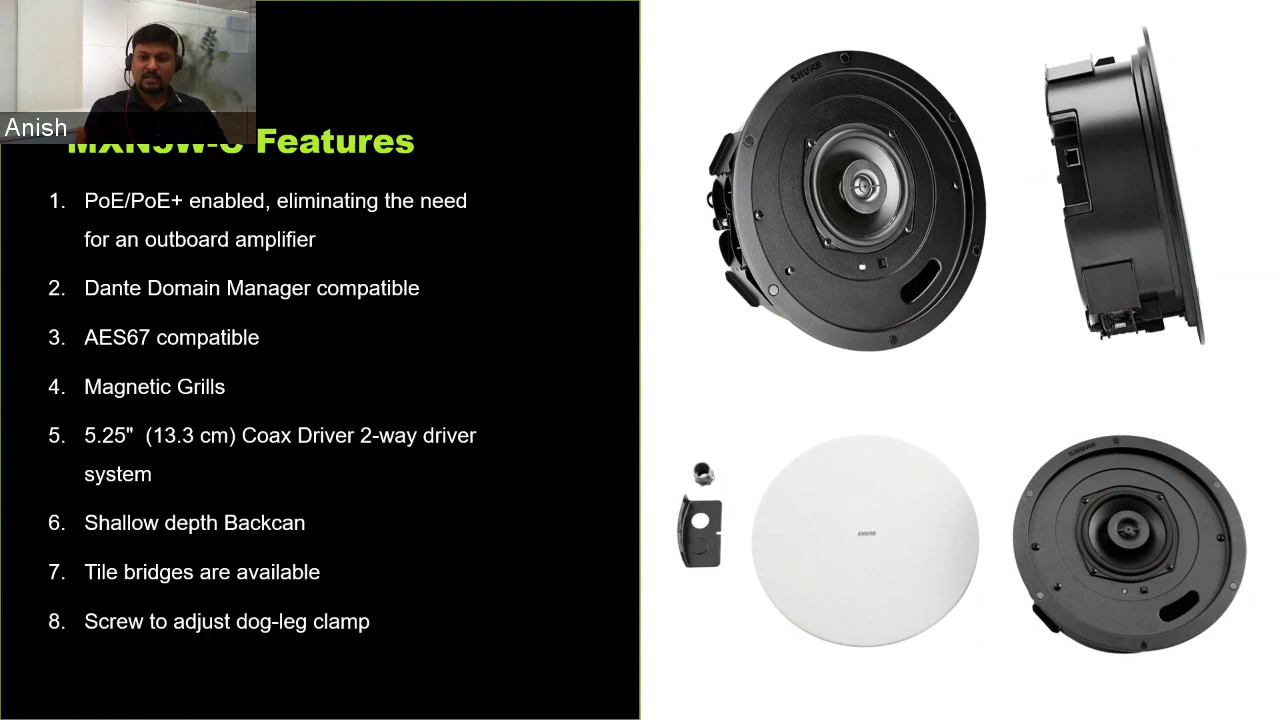 Anish
MXN5W-C Features
1. PoE/PoE+ enabled, eliminating the need
for an outboard amplifier
2. Dante Domain Manager compatible
3. AES67 compatible
4. Magnetic Grills
5. 5.25" (13.3 cm) Coax Driver 2-way driver
system
6. Shallow depth Backcan
7. Tile bridges are available
8. Screw to adjust dog-leg clamp
SHURE
SHURE
SHURE